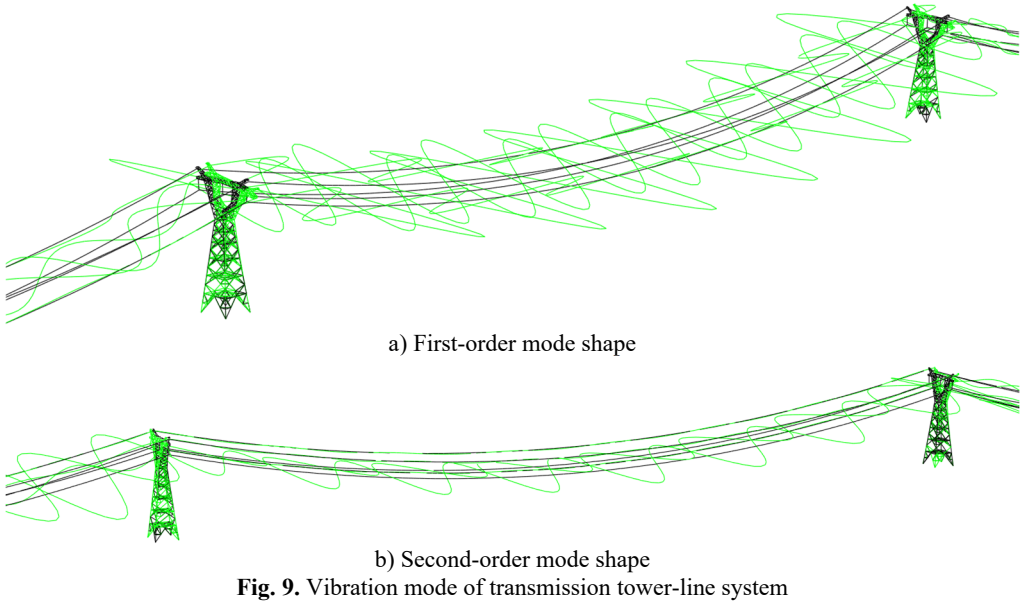 a) First-order mode shape
b) Second-order mode shape
Fig. 9. Vibration mode of transmission tower-line system